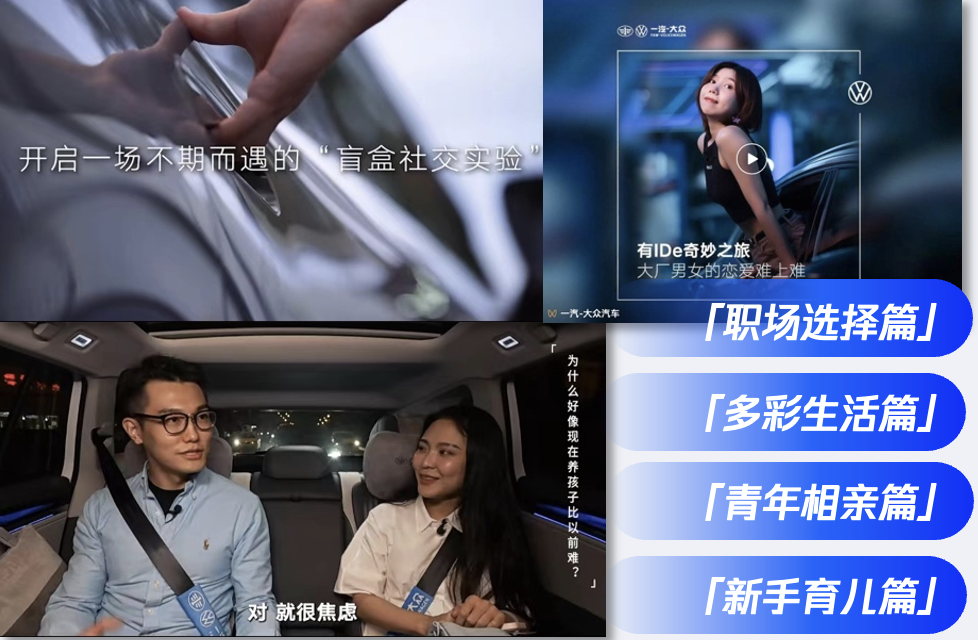 开启一场不期而遇的“盲盒社交实验”
一汽-大众
FAW-VOLKSWAGEN
有IDe奇妙之旅
大厂男女的恋爱难上难
一汽-大众汽车
「职场选择篇」
「多彩生活篇」
「青年相亲篇」
「新手育儿篇」
「为什么好像现在养孩子比以前难？」
对 就很焦虑
大众